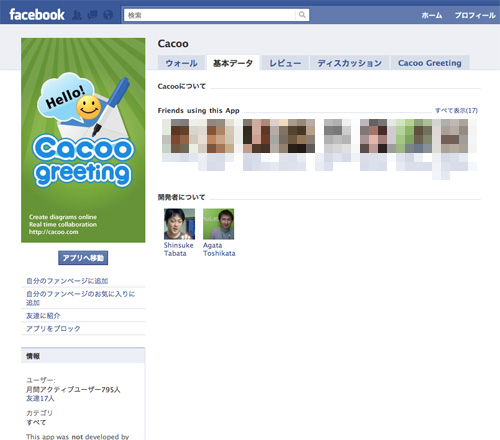 facebook
検索
ホーム
プロフィール
Hello!
Cacoo
greeting
Create diagrams online
Real time collaboration
http://cacoo.com
アプリへ移動
自分のファンページに追加
自分のファンページのお気に入りに
追加
友達に紹介
アプリをブロック
情報
ユーザー:
月間アクティブユーザー795人
友達17人
カテゴリ
すべて
This app was not developed by
Cacoo
ウォール
基本データ
レビュー
ディスカッション
Cacoo Greeting
Cacooについて
Friends using this App
すべて表示(17)
開発者について
Shinsuke
Tabata
Agata
Toshikata